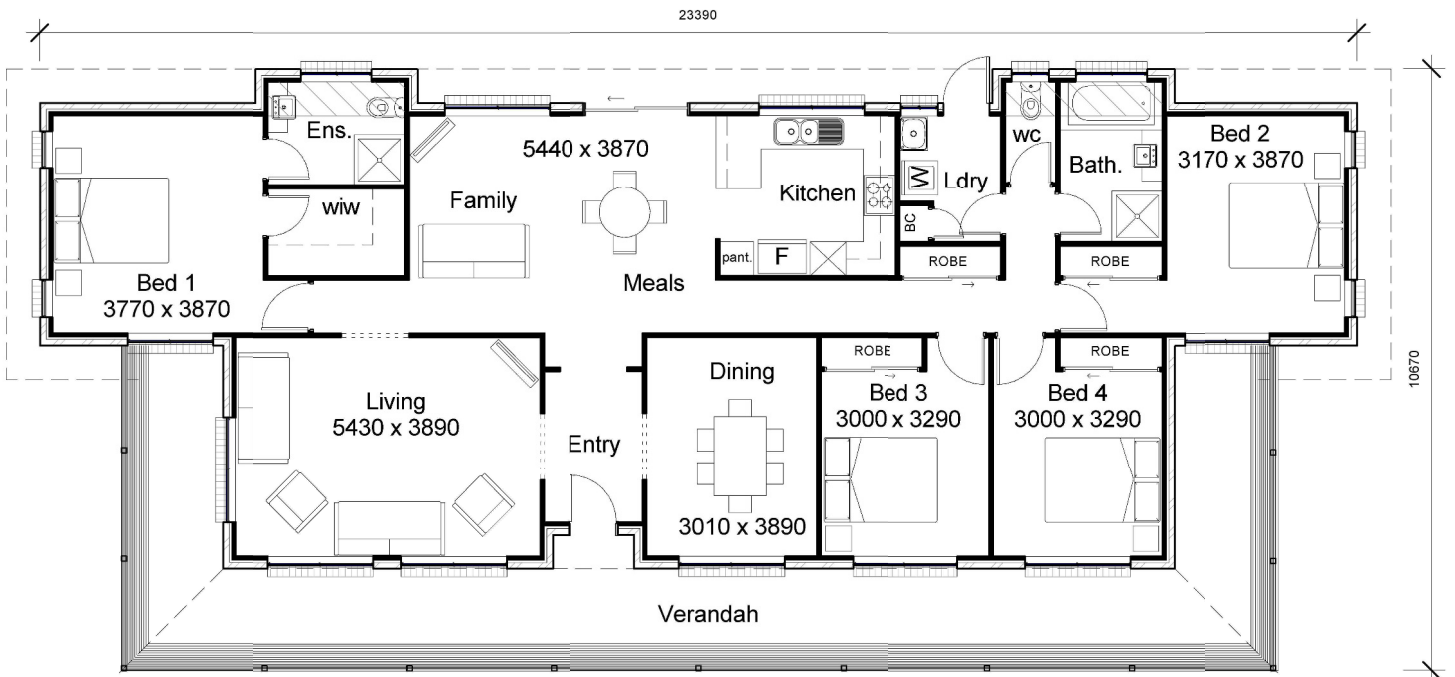 23390
Ens.
wiw
Bed 1
3770 x 3870
Family
5440 x 3870
Meals
Kitchen
pant.
F
W
Ldry
BC
ROBE
wc
Bath.
ROBE
Bed 2
3170 x 3870
Living
5430 x 3890
Entry
Dining
3010 x 3890
ROBE
Bed 3
3000 x 3290
ROBE
Bed 4
3000 x 3290
Verandah
10670